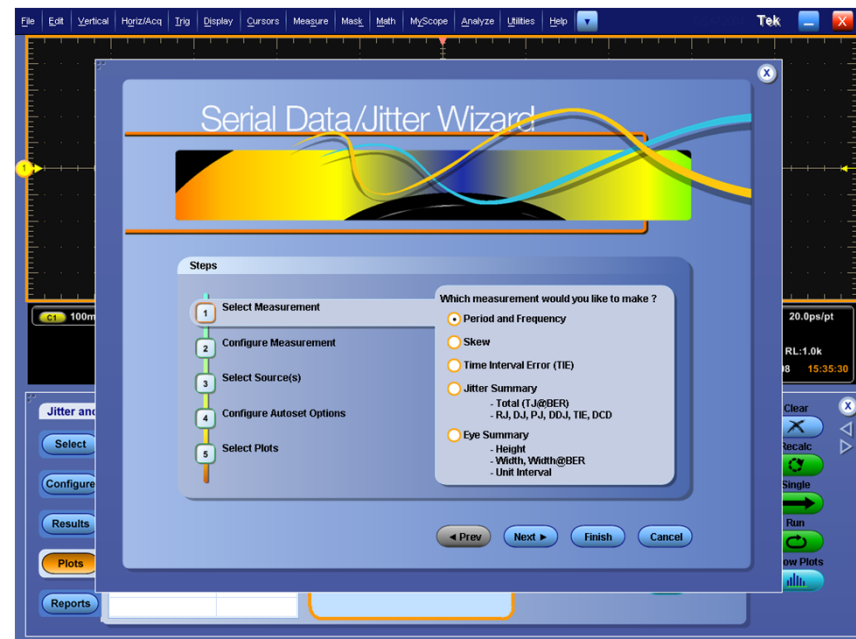 File Edit Vertical Horiz/Acq Trig Display Cursors Measure Mask Math MyScope Analyze Utilities Help Tek X
x
Serial Data/Jitter Wizard
1
Steps
1 Select Measurement
2 Configure Measurement
3 Select Source(s)
4 Configure Autoset Options
5 Select Plots
Which measurement would you like to make ?
Period and Frequency
Skew
Time Interval Error (TIE)
Jitter Summary
- Total (TJ@BER)
- RJ, DJ, PJ, DDJ, TIE, DCD
Eye Summary
- Height
- Width, Width@BER
- Unit Interval
Prev Next Finish Cancel
C1 100m
20.0ps/pt
RL:1.0k
08 15:35:30
Jitter and
Select
Configure
Results
Plots
Reports
x
Clear
Recalc
Single
Run
ow Plots